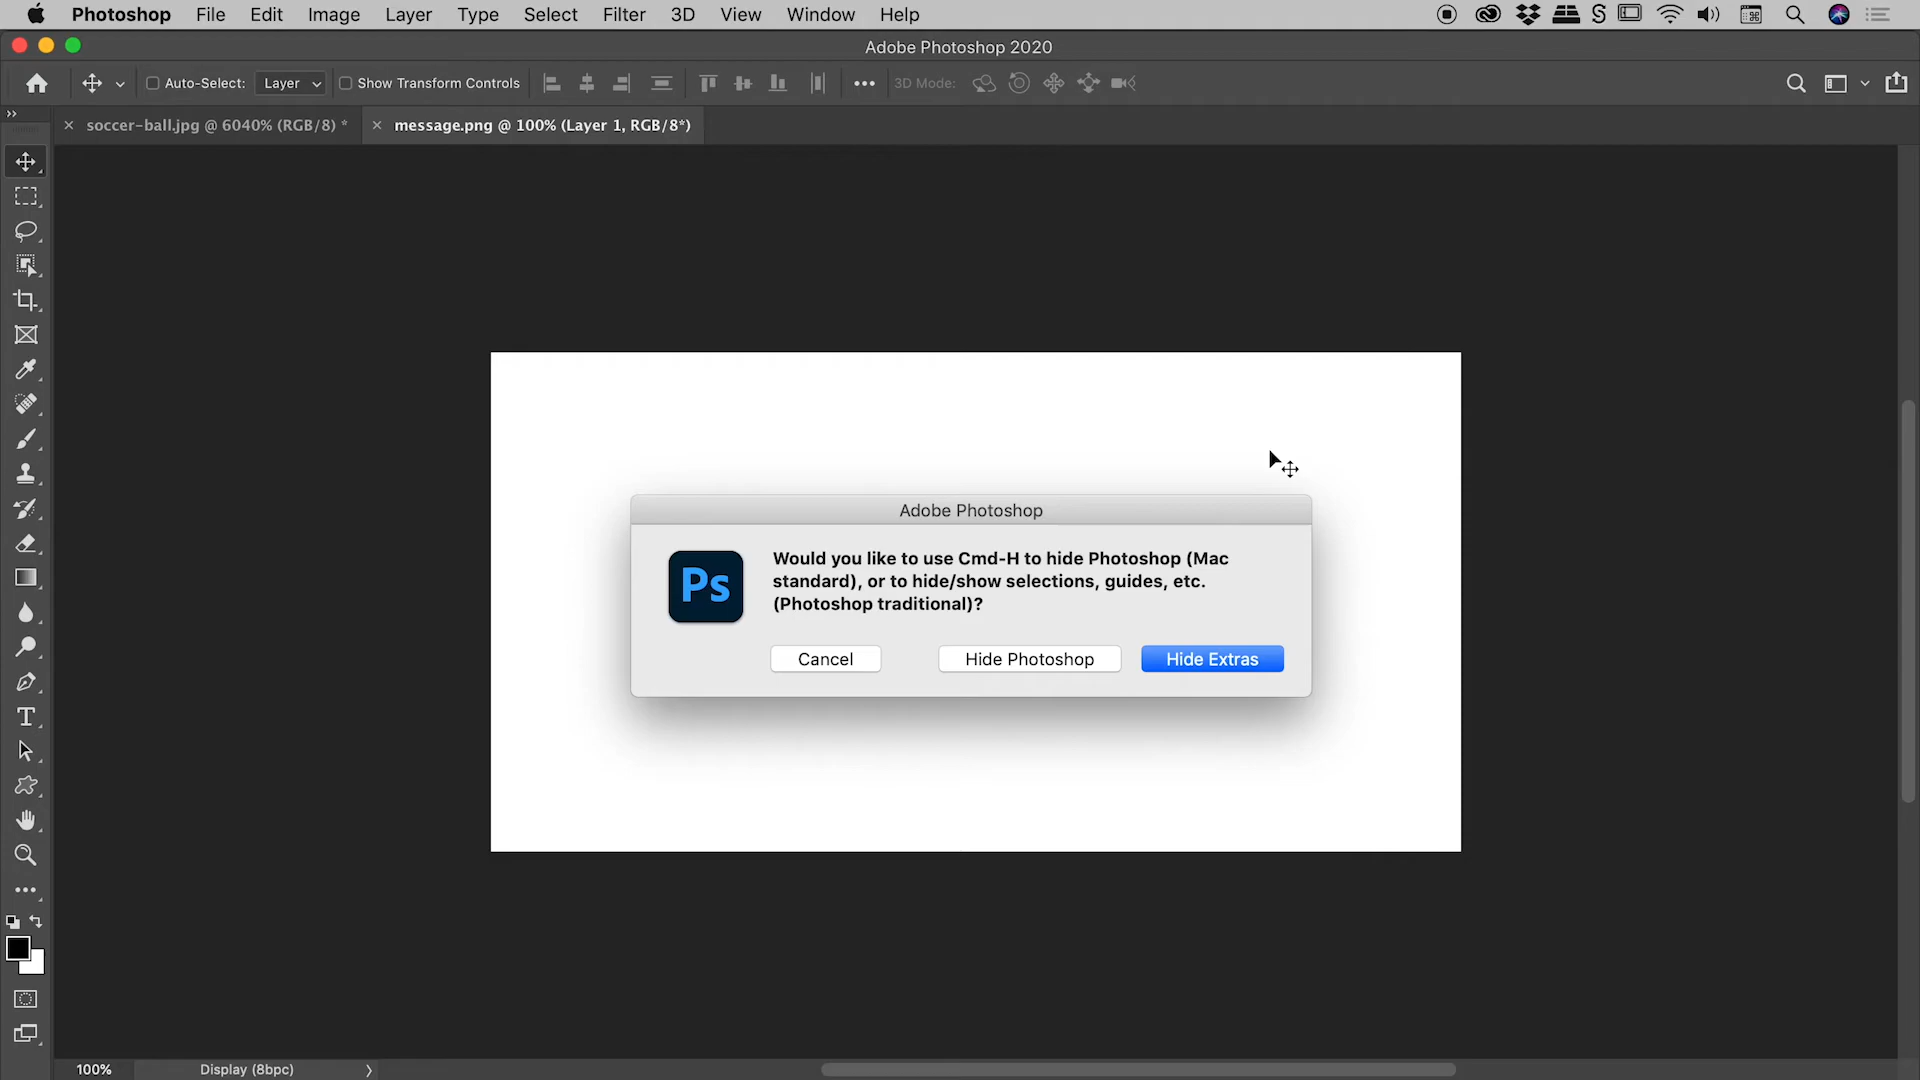 Photoshop File Edit Image Layer Type Select Filter 3D View Window Help
Adobe Photoshop 2020
Auto-Select: Layer Show Transform Controls 3D Mode:
soccer-ball.jpg @ 6040% (RGB/8) * message.png @ 100% (Layer 1, RGB/8*)
Adobe Photoshop
Ps
Would you like to use Cmd-H to hide Photoshop (Mac
standard), or to hide/show selections, guides, etc.
(Photoshop traditional)?
Cancel Hide Photoshop Hide Extras
100% Display (8bpc)